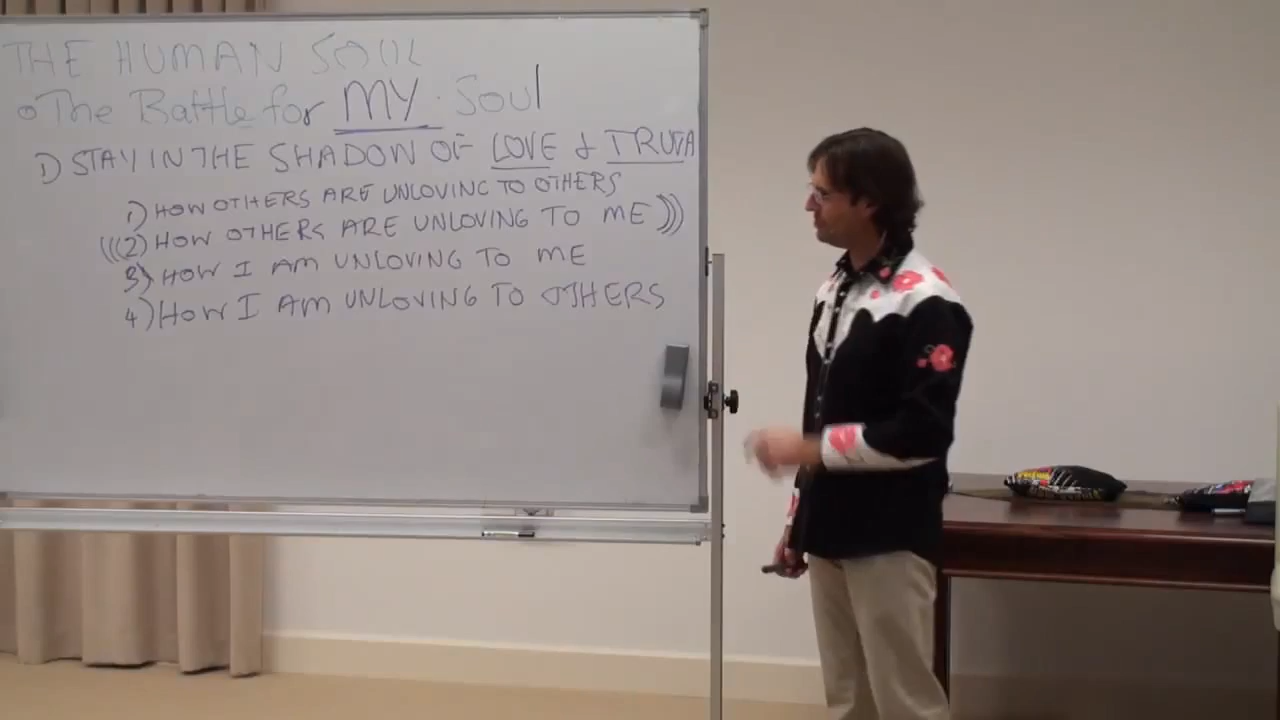 THE HUMAN SOUL
The Battle for MY Soul
1) STAY IN THE SHADOW OF LOVE & TRUTH
1) HOW OTHERS ARE UNLOVING TO OTHERS
(((2) HOW OTHERS ARE UNLOVING TO ME)))
3) HOW I AM UNLOVING TO ME
4) HOW I AM UNLOVING TO OTHERS